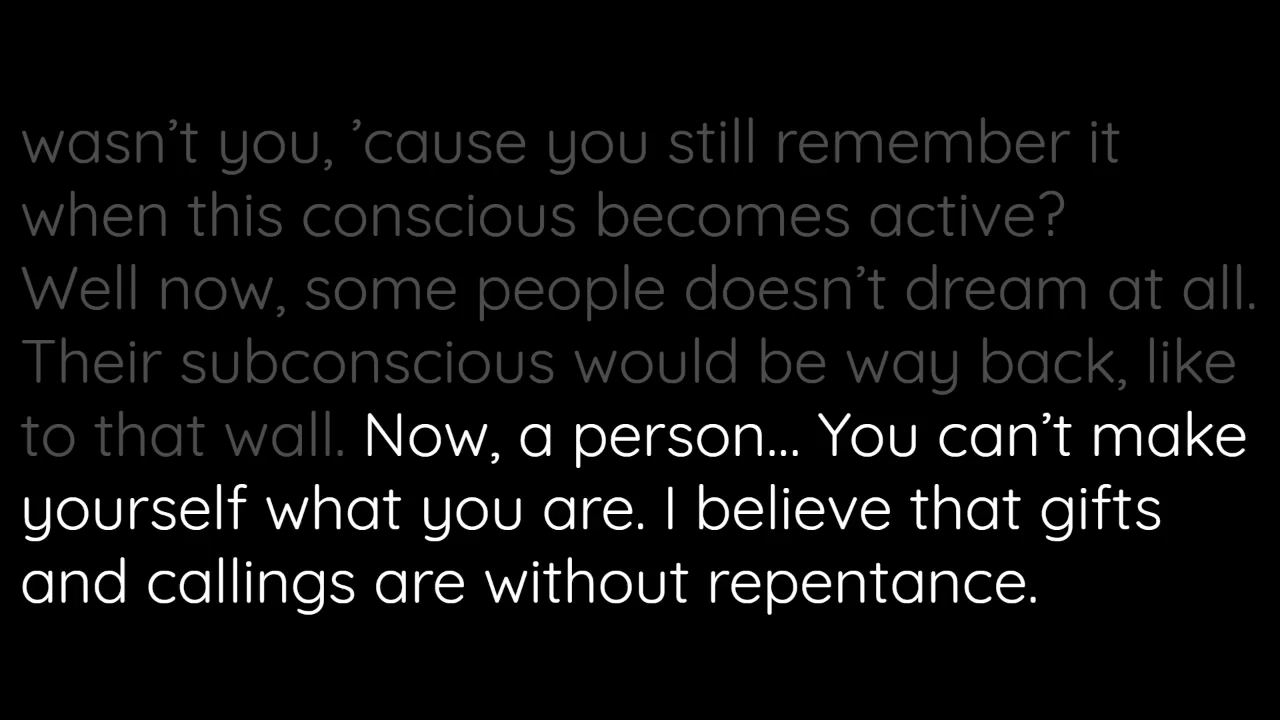 wasn’t you, ’cause you still remember it
when this conscious becomes active?
Well now, some people doesn’t dream at all.
Their subconscious would be way back, like
to that wall. Now, a person... You can’t make
yourself what you are. I believe that gifts
and callings are without repentance.